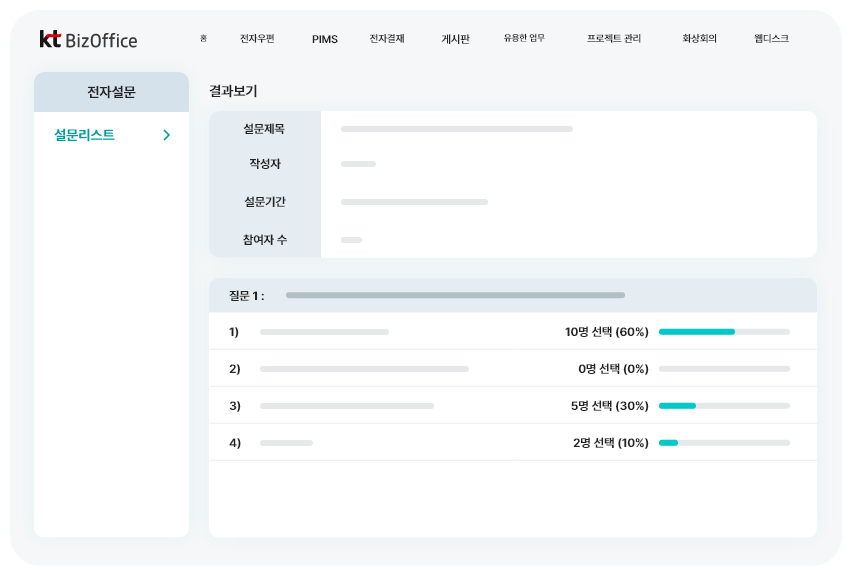 kt BizOffice
홈 전자우편 PIMS 전자결재 게시판 유용한 업무 프로젝트 관리 화상회의 웹디스크
전자설문
설문리스트
결과보기
설문제목
작성자
설문기간
참여자 수
질문 1 :
1) 10명 선택 (60%)
2) 0명 선택 (0%)
3) 5명 선택 (30%)
4) 2명 선택 (10%)